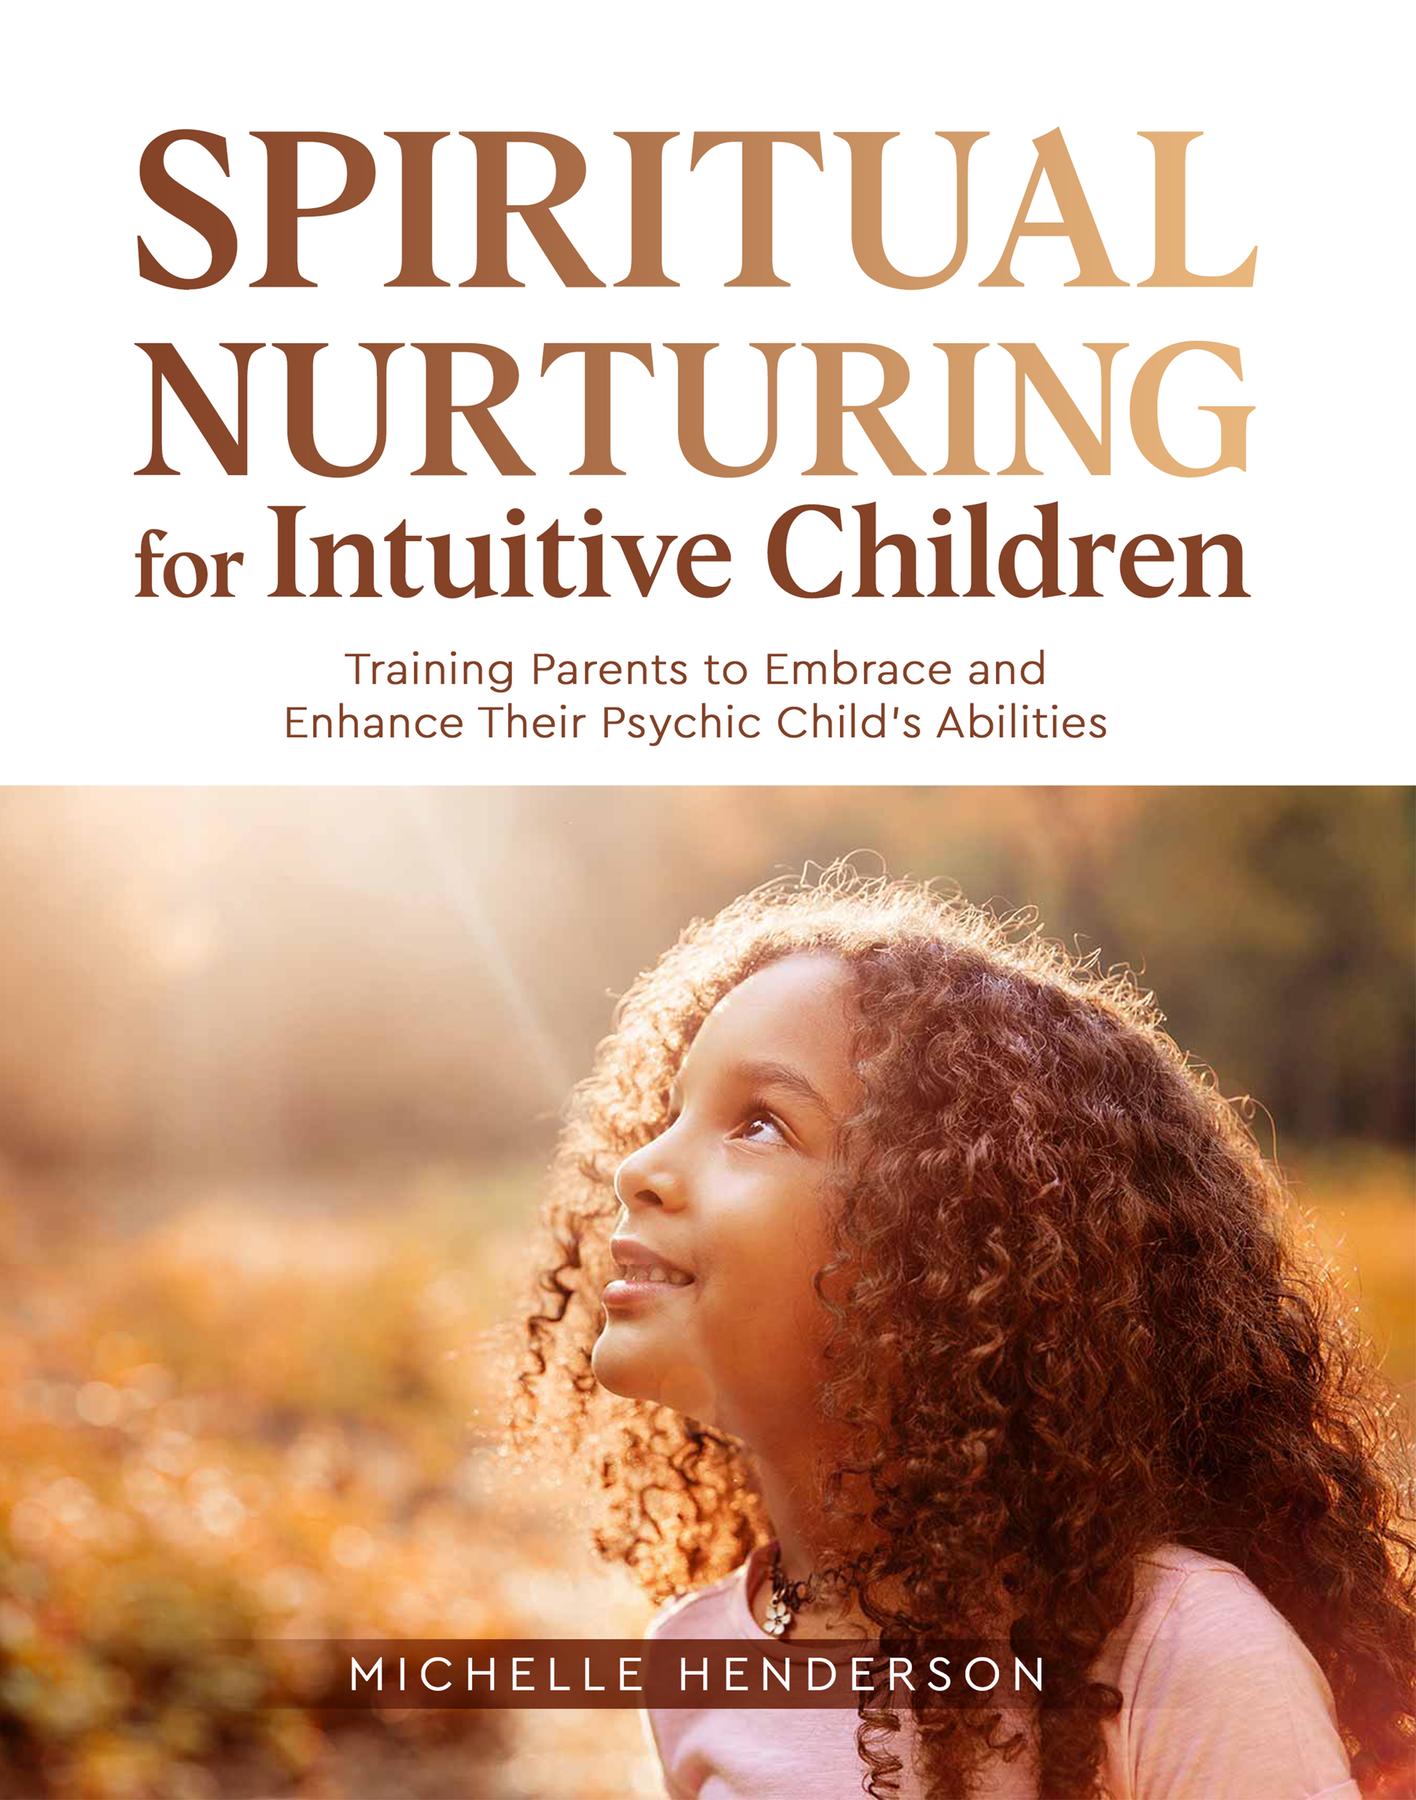 SPIRITUAL
NURTURING
for Intuitive Children
Training Parents to Embrace and
Enhance Their Psychic Child's Abilities
MICHELLE HENDERSON